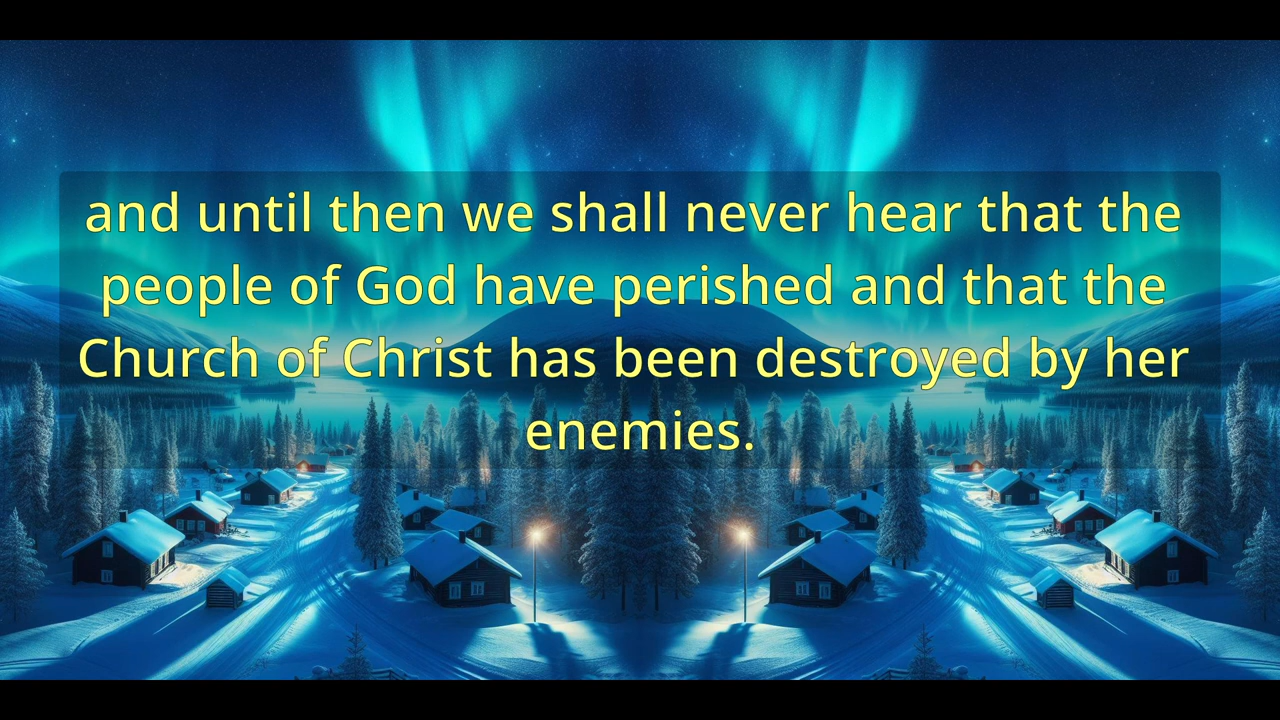 and until then we shall never hear that the
people of God have perished and that the
Church of Christ has been destroyed by her
enemies.